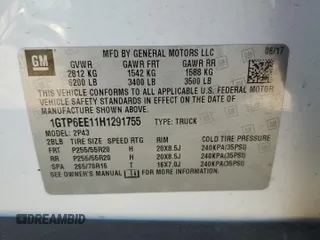 GM
MFD BY GENERAL MOTORS LLC
06/17
GVWR GAWR FRT GAWR RR
2812 KG 1542 KG 1588 KG
6200 LB 3400 LB 3500 LB
THIS VEHICLE CONFORMS TO ALL APPLICABLE U.S. FEDERAL MOTOR VEHICLE SAFETY AND THEFT PREVENTION STANDARDS IN EFFECT ON THE DATE OF MANUFACTURE SHOWN ABOVE.
1GTP6EE11H1291755 TYPE: TRUCK
MODEL: 2P43
2BLB TIRE SIZE SPEED RTG RIM COLD TIRE PRESSURE
FRT P255/55R20 H 20X8.5J 240KPA(35PSI)
RR P255/55R20 H 20X8.5J 240KPA(35PSI)
SPA 265/70R16 T 16X7.0J 240KPA(35PSI)
SEE OWNER'S MANUAL FOR MORE INFORMATION.
© DREAMBID